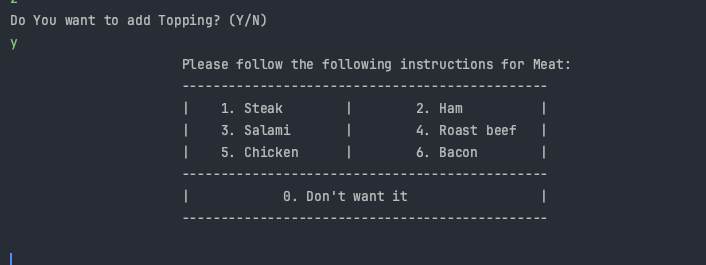 Do You want to add Topping? (Y/N)
y
Please follow the following instructions for Meat:
-----------------------------------------------
|    1. Steak        |        2. Ham          |
|    3. Salami       |        4. Roast beef   |
|    5. Chicken      |        6. Bacon        |
-----------------------------------------------
|            0. Don't want it                 |
-----------------------------------------------